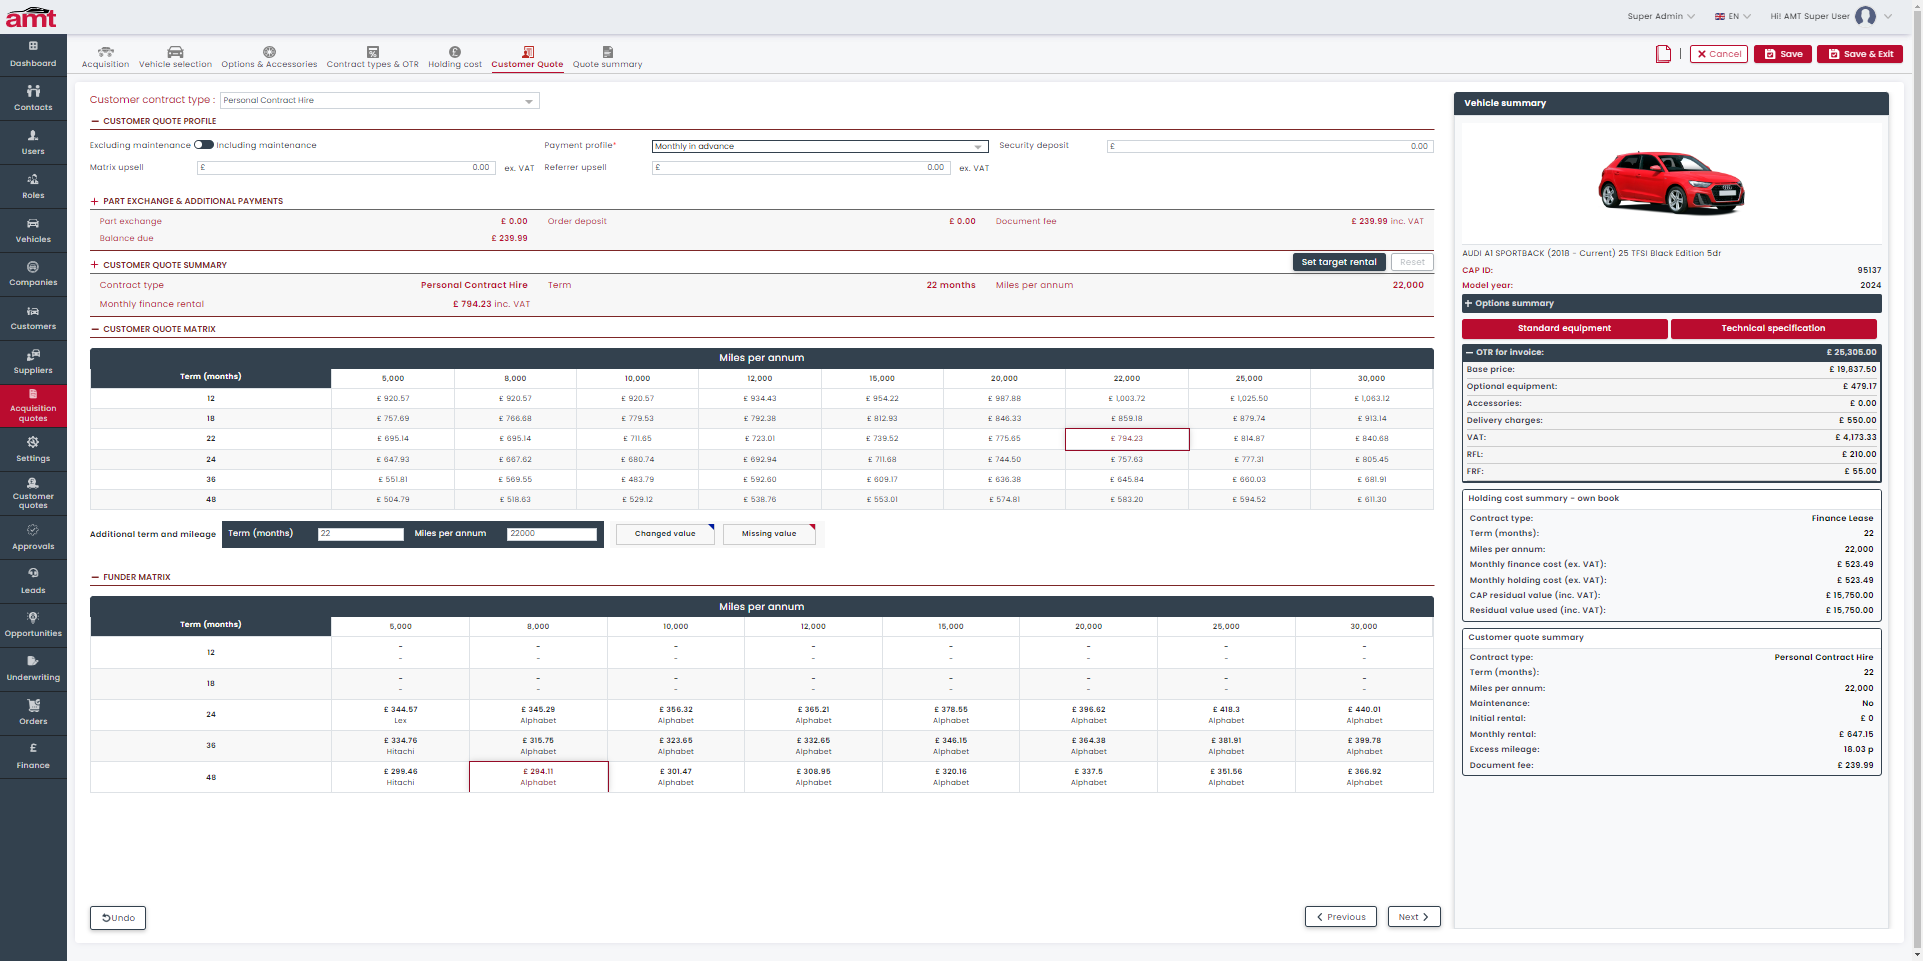 amt
Super Admin
EN
Hi! AMT Super User
Dashboard
Contacts
Users
Roles
Vehicles
Companies
Customers
Suppliers
Acquisition
quotes
Settings
Customer
quotes
Approvals
Leads
Opportunities
Underwriting
Orders
£
Finance
Acquisition Vehicle selection Options & Accessories Contract types & OTR Holding cost Customer Quote Quote summary
Cancel Save Save & Exit
Customer contract type : Personal Contract Hire
CUSTOMER QUOTE PROFILE
Excluding maintenance Including maintenance Payment profile* Monthly in advance Security deposit £ 0.00
Matrix upsell £ 0.00 ex. VAT Referrer upsell £ 0.00 ex. VAT
PART EXCHANGE & ADDITIONAL PAYMENTS
Part exchange £ 0.00 Order deposit £ 0.00 Document fee £ 239.99 inc. VAT
Balance due £ 239.99
CUSTOMER QUOTE SUMMARY Set target rental Reset
Contract type Personal Contract Hire Term 22 months Miles per annum 22,000
Monthly finance rental £ 794.23 inc. VAT
CUSTOMER QUOTE MATRIX
Miles per annum
Term (months) 5,000 8,000 10,000 12,000 15,000 20,000 22,000 25,000 30,000
12 £ 920.57 £ 920.57 £ 920.57 £ 934.43 £ 954.22 £ 987.88 £ 1,003.72 £ 1,025.50 £ 1,063.12
18 £ 757.69 £ 766.68 £ 779.53 £ 792.38 £ 812.93 £ 846.33 £ 859.18 £ 879.74 £ 913.14
22 £ 695.14 £ 695.14 £ 711.65 £ 723.01 £ 739.52 £ 775.65 £ 794.23 £ 814.87 £ 840.68
24 £ 647.93 £ 667.62 £ 680.74 £ 692.94 £ 711.68 £ 744.50 £ 757.63 £ 777.31 £ 805.45
36 £ 551.81 £ 569.55 £ 483.79 £ 592.60 £ 609.17 £ 636.38 £ 645.84 £ 660.03 £ 681.91
48 £ 504.79 £ 518.63 £ 529.12 £ 538.76 £ 553.01 £ 574.81 £ 583.20 £ 594.52 £ 611.30
Additional term and mileage Term (months) 22 Miles per annum 22000 Changed value Missing value
FUNDER MATRIX
Miles per annum
Term (months) 5,000 8,000 10,000 12,000 15,000 20,000 25,000 30,000
12 - - - - - - - -
- - - - - - - -
18 - - - - - - - -
- - - - - - - -
24 £ 344.57 £ 345.29 £ 356.32 £ 365.21 £ 378.55 £ 396.62 £ 418.3 £ 440.01
Lex Alphabet Alphabet Alphabet Alphabet Alphabet Alphabet Alphabet
36 £ 334.76 £ 315.75 £ 323.65 £ 332.65 £ 346.15 £ 364.38 £ 381.91 £ 399.78
Hitachi Alphabet Alphabet Alphabet Alphabet Alphabet Alphabet Alphabet
48 £ 299.46 £ 294.11 £ 301.47 £ 308.95 £ 320.16 £ 337.5 £ 351.56 £ 366.92
Hitachi Alphabet Alphabet Alphabet Alphabet Alphabet Alphabet Alphabet
Undo Previous Next
Vehicle summary
AUDI A1 SPORTBACK (2018 - Current) 25 TFSI Black Edition 5dr
CAP ID: 95137
Model year: 2024
Options summary
Standard equipment Technical specification
OTR for invoice: £ 25,305.00
Base price: £ 19,837.50
Optional equipment: £ 479.17
Accessories: £ 0.00
Delivery charges: £ 550.00
VAT: £ 4,173.33
RFL: £ 210.00
FRF: £ 55.00
Holding cost summary - own book
Contract type: Finance Lease
Term (months): 22
Miles per annum: 22,000
Monthly finance cost (ex. VAT): £ 523.49
Monthly holding cost (ex. VAT): £ 523.49
CAP residual value (inc. VAT): £ 15,750.00
Residual value used (inc. VAT): £ 15,750.00
Customer quote summary
Contract type: Personal Contract Hire
Term (months): 22
Miles per annum: 22,000
Maintenance: No
Initial rental: £ 0
Monthly rental: £ 647.15
Excess mileage: 18.03 p
Document fee: £ 239.99